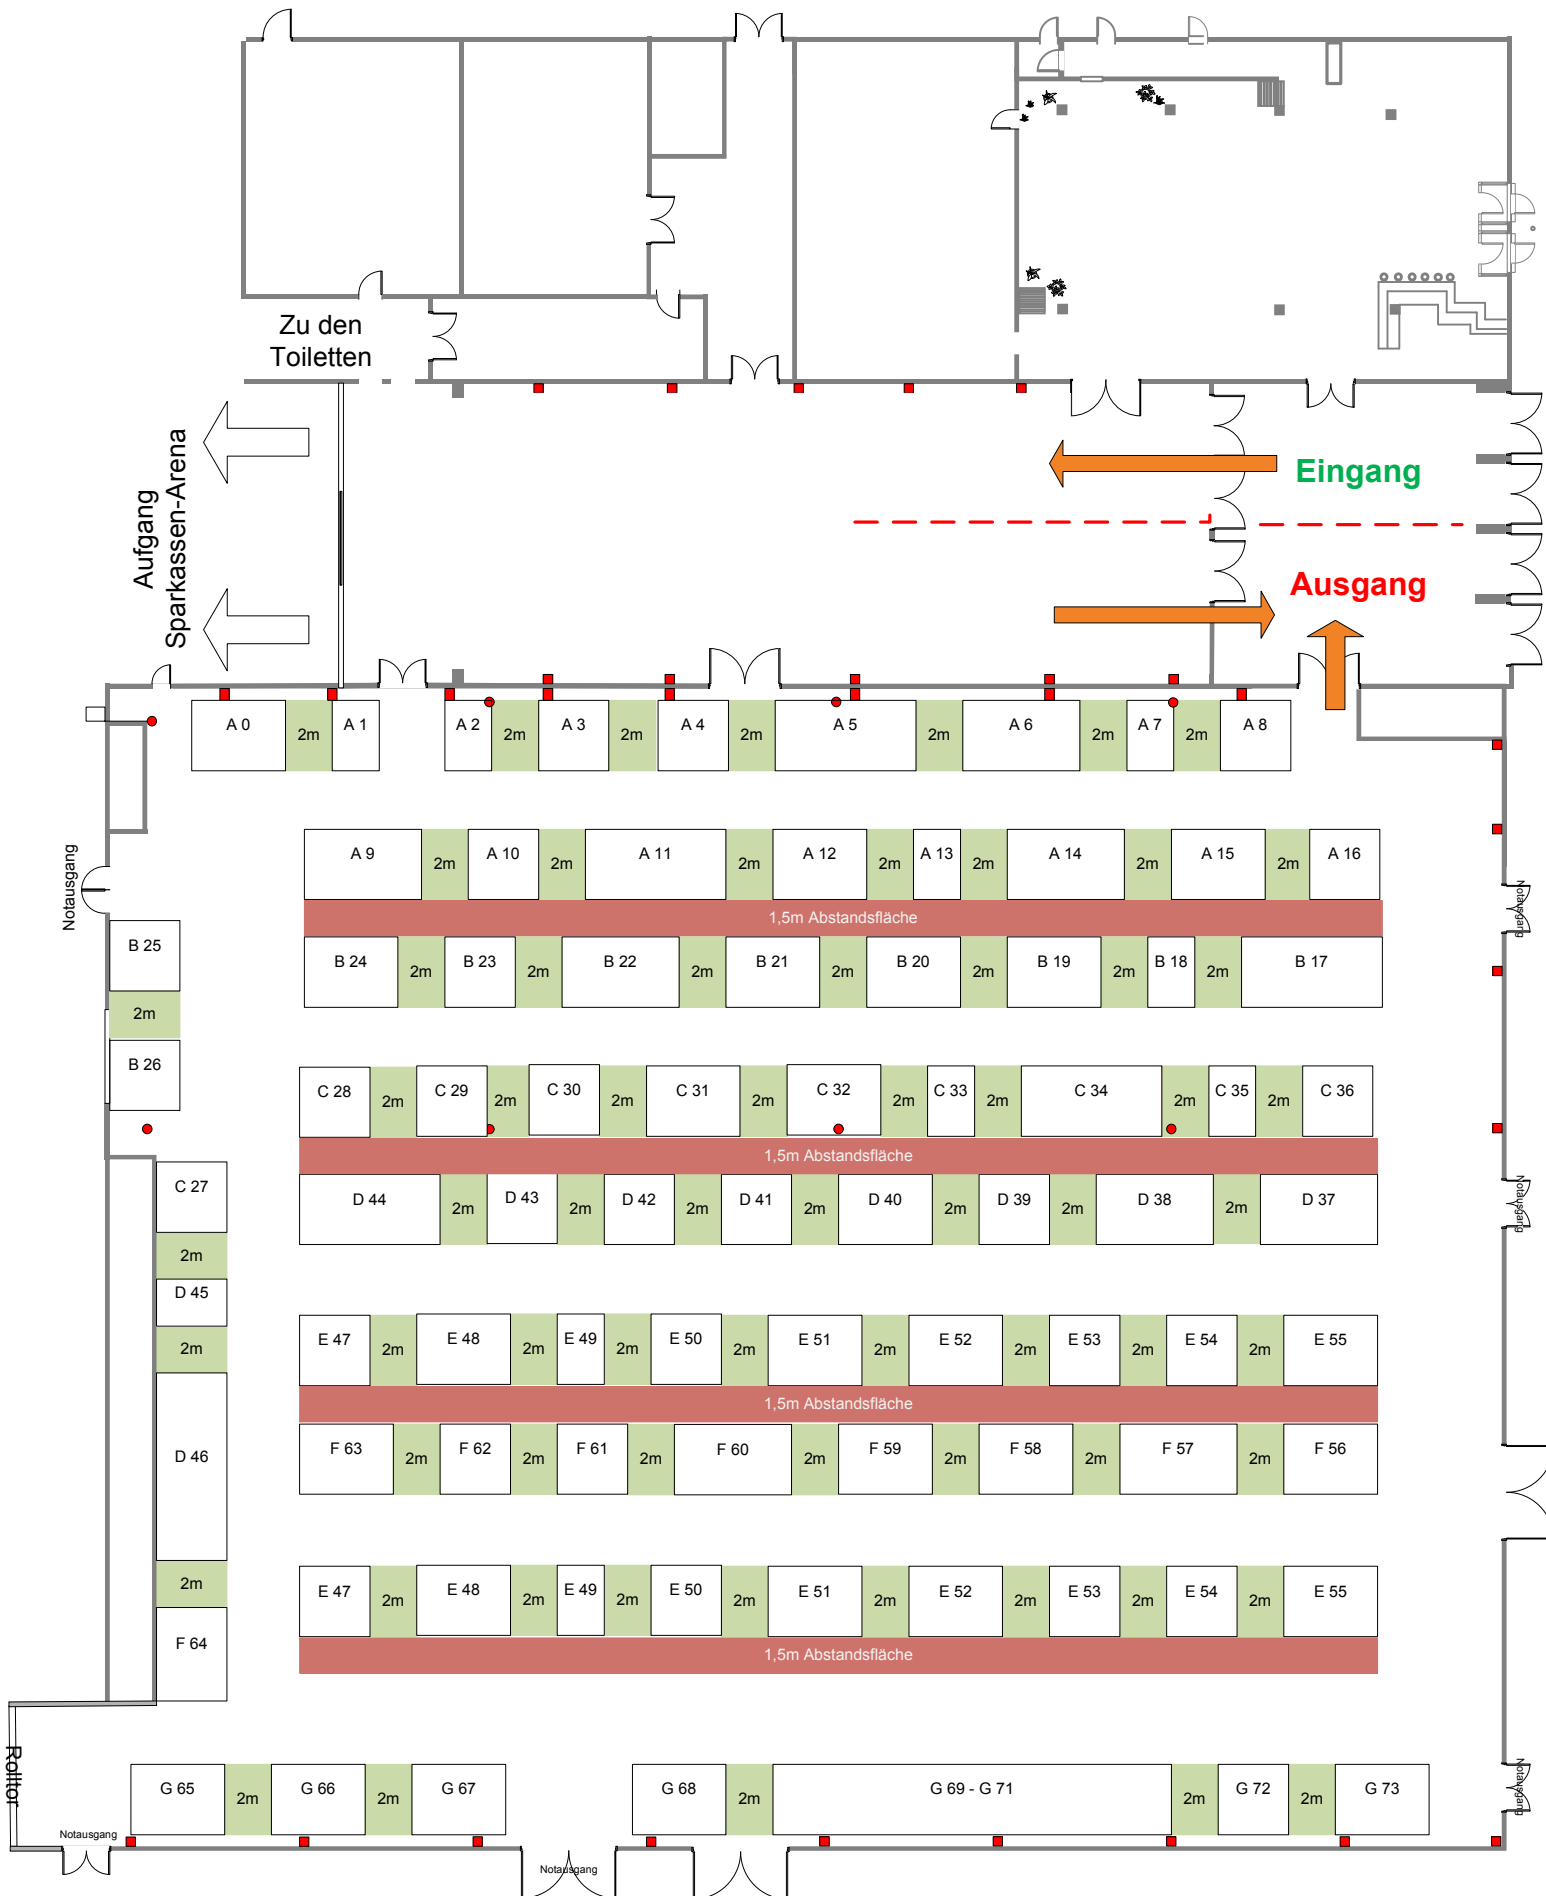 Zu den
Toiletten
Aufgang
Sparkassen-Arena
Eingang
Ausgang
A 0 2m A 1 A 2 2m A 3 2m A 4 2m A 5 2m A 6 2m A 7 2m A 8
A 9 2m A 10 2m A 11 2m A 12 2m A 13 2m A 14 2m A 15 2m A 16
1,5m Abstandsfläche
Notausgang
Notausgang
B 24 2m B 23 2m B 22 2m B 21 2m B 20 2m B 19 2m B 18 2m B 17
B 25
2m
B 26
C 28 2m C 29 2m C 30 2m C 31 2m C 32 2m C 33 2m C 34 2m C 35 2m C 36
1,5m Abstandsfläche
D 44 2m D 43 2m D 42 2m D 41 2m D 40 2m D 39 2m D 38 2m D 37
Notausgang
C 27
2m
D 45
2m
D 46
2m
F 64
E 47 2m E 48 2m E 49 2m E 50 2m E 51 2m E 52 2m E 53 2m E 54 2m E 55
1,5m Abstandsfläche
F 63 2m F 62 2m F 61 2m F 60 2m F 59 2m F 58 2m F 57 2m F 56
E 47 2m E 48 2m E 49 2m E 50 2m E 51 2m E 52 2m E 53 2m E 54 2m E 55
1,5m Abstandsfläche
Rolltor
G 65 2m G 66 2m G 67 G 68 2m G 69 - G 71 2m G 72 2m G 73
Notausgang
Notausgang
Notausgang